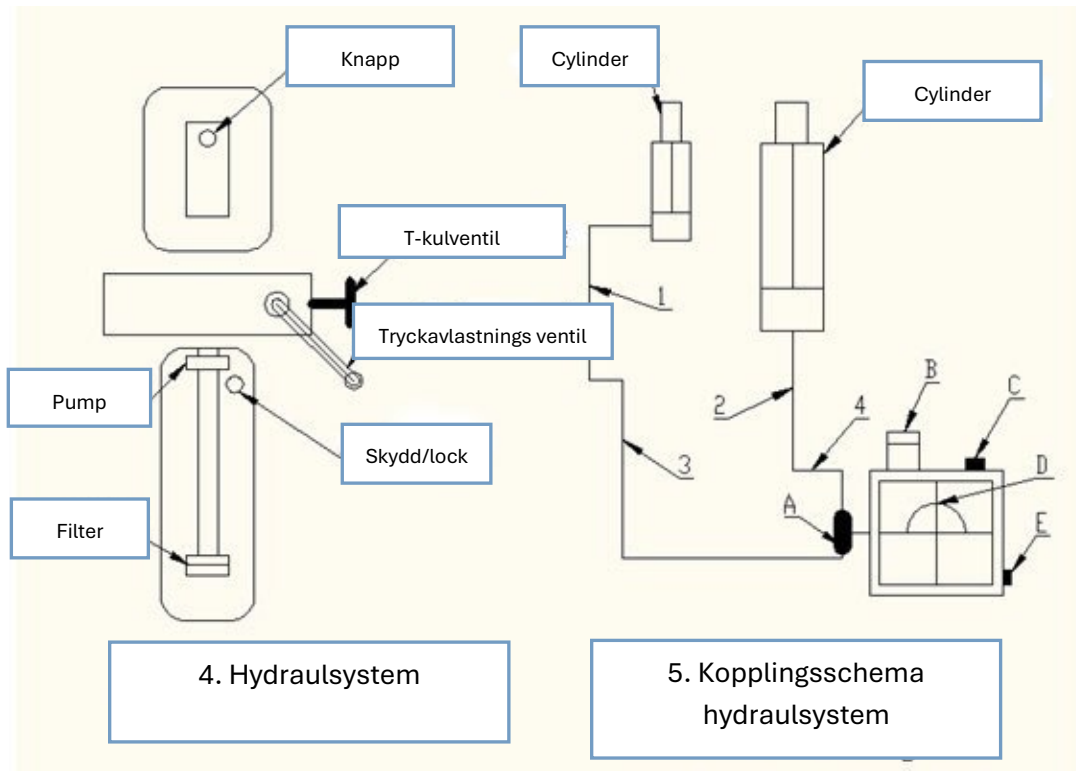 Knapp
Cylinder
Cylinder
T-kulventil
1
Tryckavlastnings ventil
Pump
B
C
2
4
Skydd/lock
3
D
A
E
Filter
4. Hydraulsystem
5. Kopplingsschema
hydraulsystem